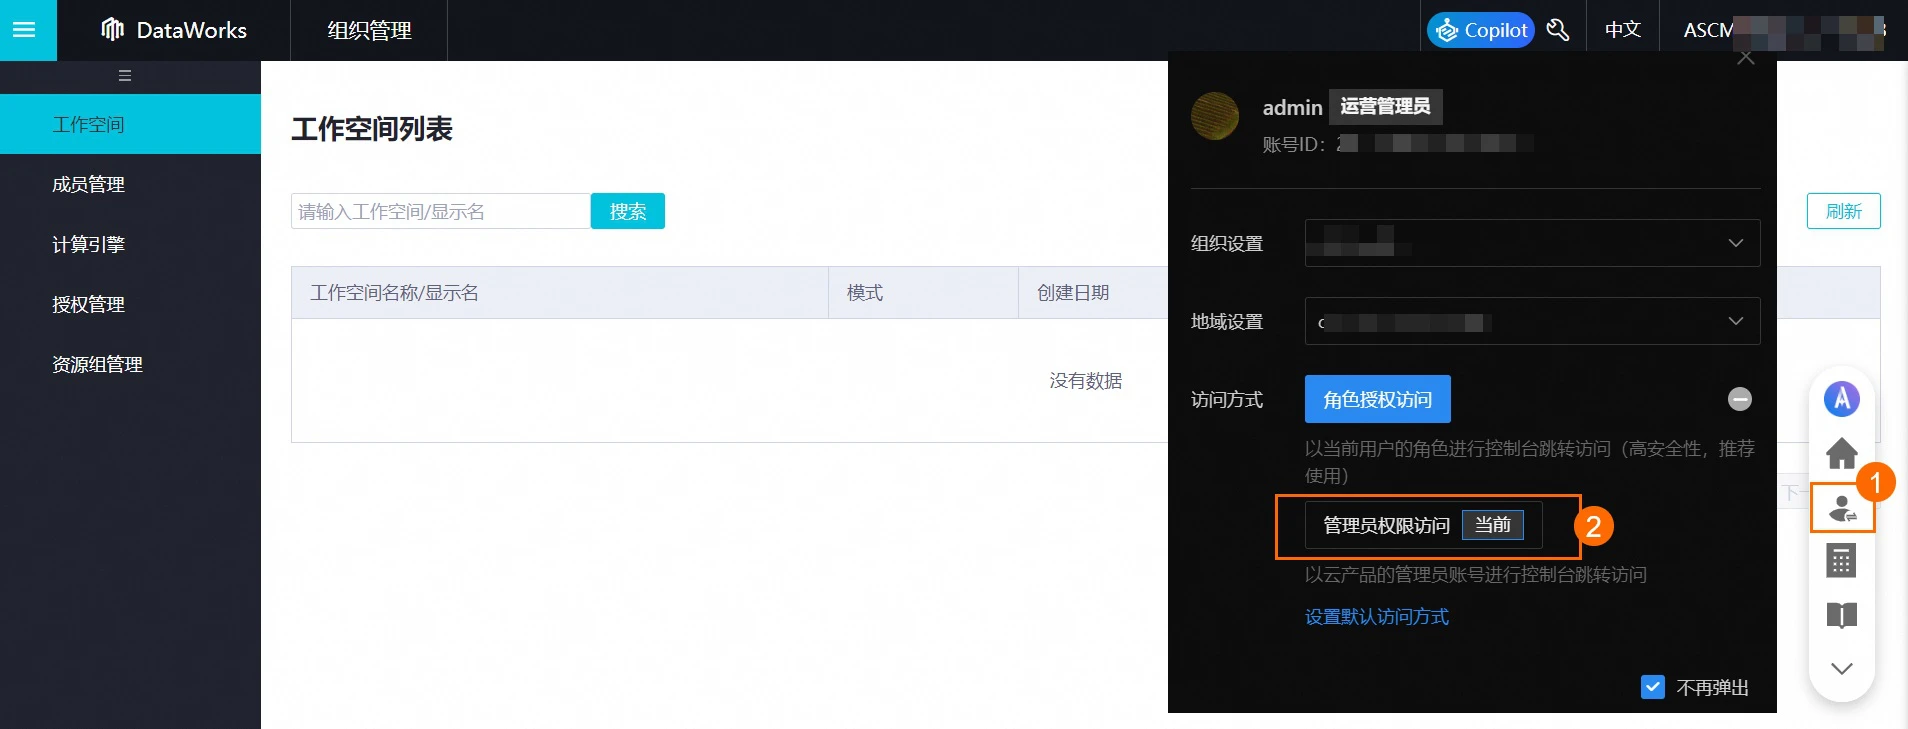 DataWorks
组织管理
Copilot
中文
ASCM
工作空间
成员管理
计算引擎
授权管理
资源组管理
工作空间列表
请输入工作空间/显示名
搜索
刷新
工作空间名称/显示名
模式
创建日期
没有数据
admin 运营管理员
账号ID:
组织设置
地域设置
访问方式
角色授权访问
以当前用户的角色进行控制台跳转访问（高安全性，推荐
使用）
管理员权限访问 当前
2
以云产品的管理员账号进行控制台跳转访问
设置默认访问方式
不再弹出
下一
1